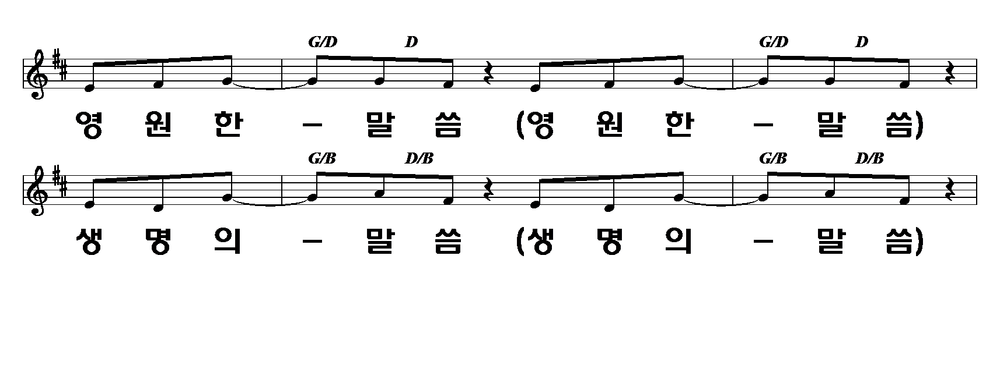 G/D D G/D D
영 원 한 – 말 씀 (영 원 한 – 말 씀)
G/B D/B G/B D/B
생 명 의 – 말 씀 (생 명 의 – 말 씀)